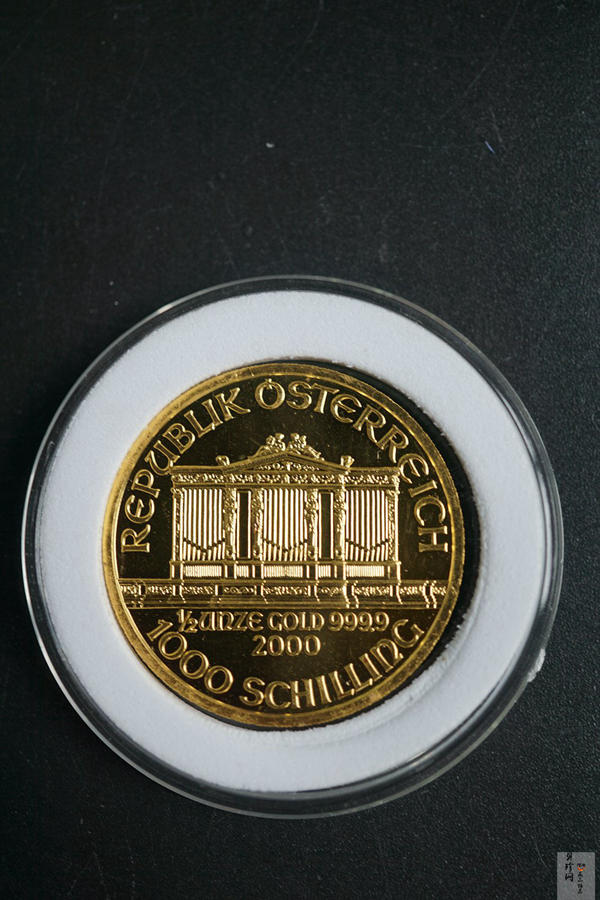 REPUBLIK ÖSTERREICH
1/2 UNZE GOLD 999.9
2000
1000 SCHILLING